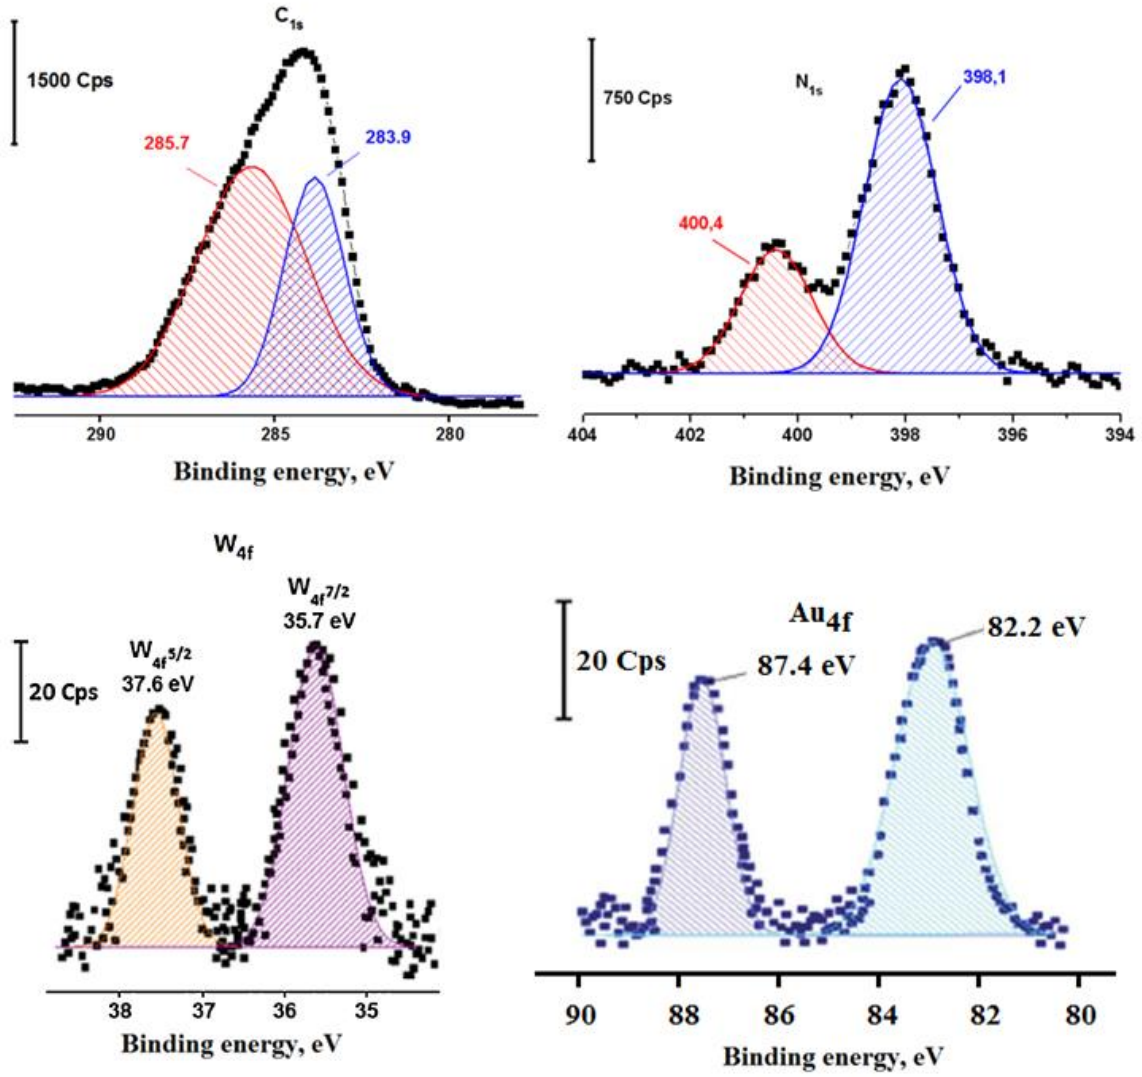 C1s
1500 Cps
285.7
283.9
290 285 280
Binding energy, eV
N1s
750 Cps
398,1
400,4
404 402 400 398 396 394
Binding energy, eV
W4f
W4f7/2
35.7 eV
W4f5/2
37.6 eV
20 Cps
38 37 36 35
Binding energy, eV
Au4f
82.2 eV
20 Cps
87.4 eV
90 88 86 84 82 80
Binding energy, eV